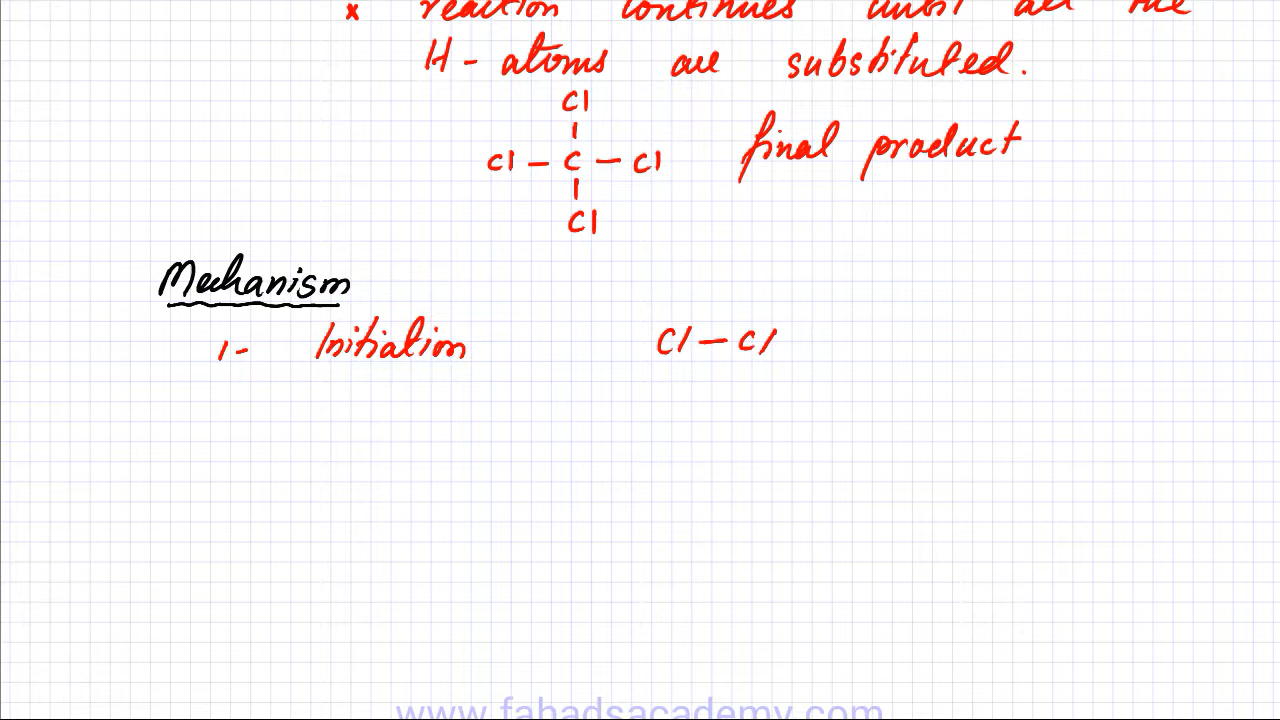 x reaction continues until all the
H - atoms are substituted.
Cl
Cl - C - Cl final product
Cl
Mechanism
1- Initiation Cl - Cl
www.fahadsacademy.com